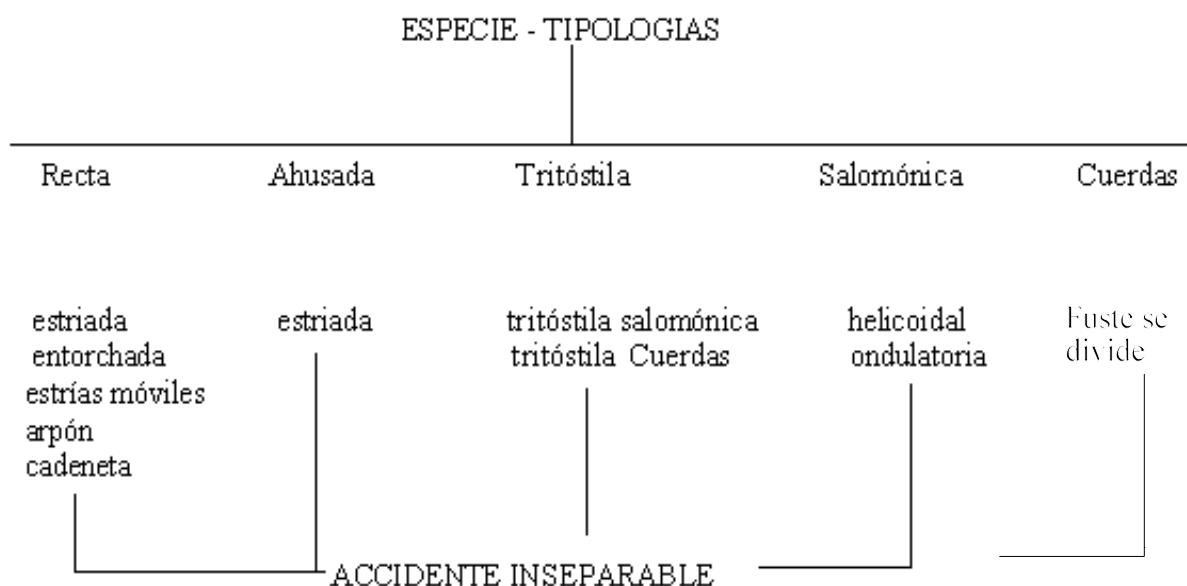 ESPECIE - TIPOLOGIAS
Recta Ahusada Tritóstila Salomónica Cuerdas
estriada estriada tritóstila salomónica helicoidal Fuste se
entorchada tritóstila Cuerdas ondulatoria divide
estrías móviles
arpón
cadeneta
ACCIDENTE INSEPARABLE